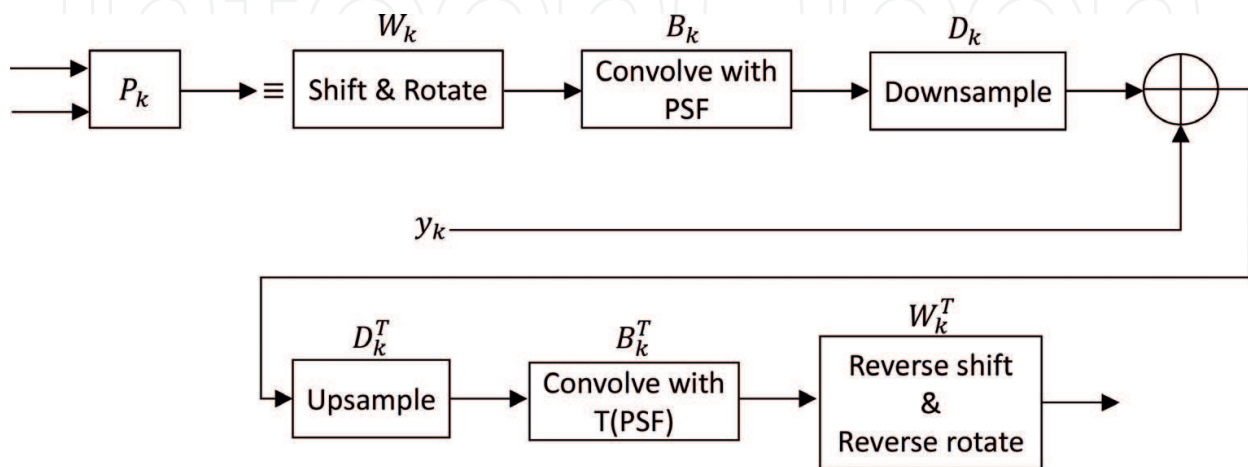 W_k
B_k
D_k
P_k
≡
Shift & Rotate
Convolve with
PSF
Downsample
y_k
D_k^T
B_k^T
W_k^T
Upsample
Convolve with
T(PSF)
Reverse shift
&
Reverse rotate